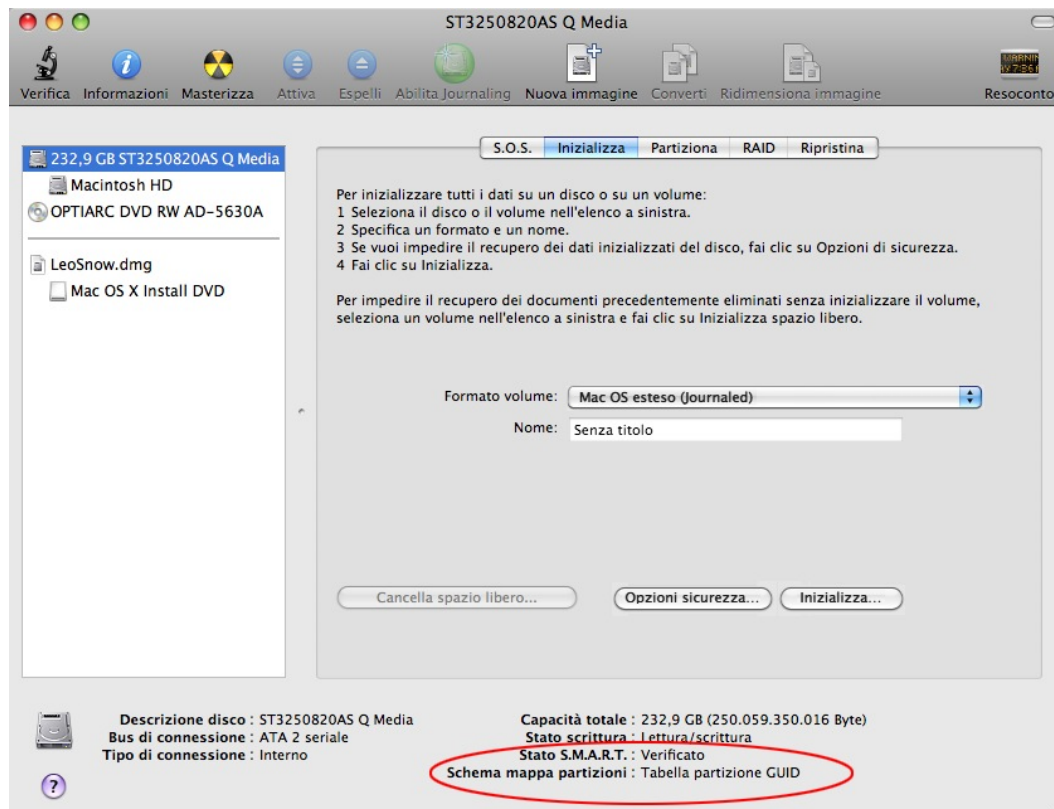 ST3250820AS Q Media
Verifica Informazioni Masterizza Attiva Espelli Abilita Journaling Nuova immagine Converti Ridimensiona immagine Resoconto
232,9 GB ST3250820AS Q Media
Macintosh HD
OPTIARC DVD RW AD-5630A
LeoSnow.dmg
Mac OS X Install DVD
S.O.S. Inizializza Partiziona RAID Ripristina
Per inizializzare tutti i dati su un disco o su un volume:
1 Seleziona il disco o il volume nell'elenco a sinistra.
2 Specifica un formato e un nome.
3 Se vuoi impedire il recupero dei dati inizializzati del disco, fai clic su Opzioni di sicurezza.
4 Fai clic su Inizializza.
Per impedire il recupero dei documenti precedentemente eliminati senza inizializzare il volume,
seleziona un volume nell'elenco a sinistra e fai clic su Inizializza spazio libero.
Formato volume: Mac OS esteso (Journaled)
Nome: Senza titolo
Cancella spazio libero... Opzioni sicurezza... Inizializza...
Descrizione disco : ST3250820AS Q Media
Bus di connessione : ATA 2 seriale
Tipo di connessione : Interno
Capacità totale : 232,9 GB (250.059.350.016 Byte)
Stato scrittura : Lettura/scrittura
Stato S.M.A.R.T. : Verificato
Schema mappa partizioni : Tabella partizione GUID